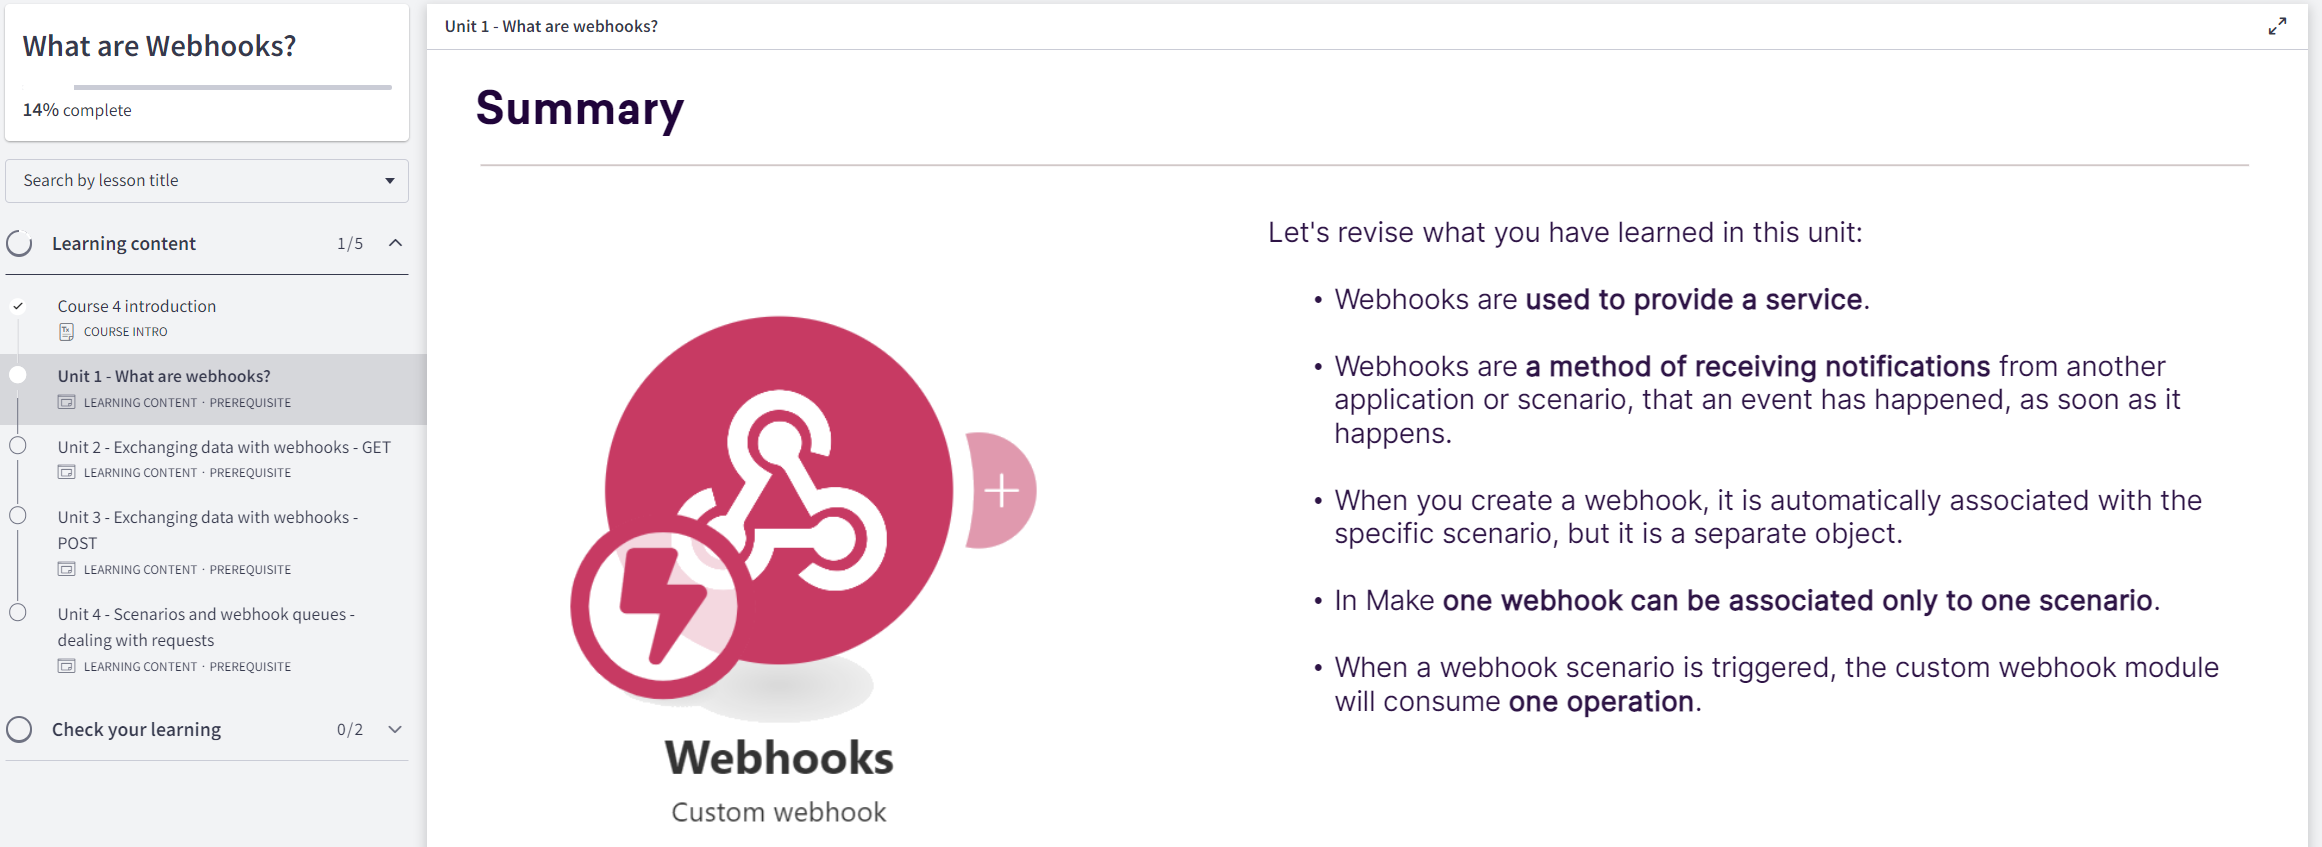 What are Webhooks?
14% complete
Search by lesson title
Learning content 1/5
Course 4 introduction
COURSE INTRO
Unit 1 - What are webhooks?
LEARNING CONTENT · PREREQUISITE
Unit 2 - Exchanging data with webhooks - GET
LEARNING CONTENT · PREREQUISITE
Unit 3 - Exchanging data with webhooks -
POST
LEARNING CONTENT · PREREQUISITE
Unit 4 - Scenarios and webhook queues -
dealing with requests
LEARNING CONTENT · PREREQUISITE
Check your learning 0/2
Unit 1 - What are webhooks?
Summary
Webhooks
Custom webhook
Let's revise what you have learned in this unit:
• Webhooks are used to provide a service.
• Webhooks are a method of receiving notifications from another
application or scenario, that an event has happened, as soon as it
happens.
• When you create a webhook, it is automatically associated with the
specific scenario, but it is a separate object.
• In Make one webhook can be associated only to one scenario.
• When a webhook scenario is triggered, the custom webhook module
will consume one operation.